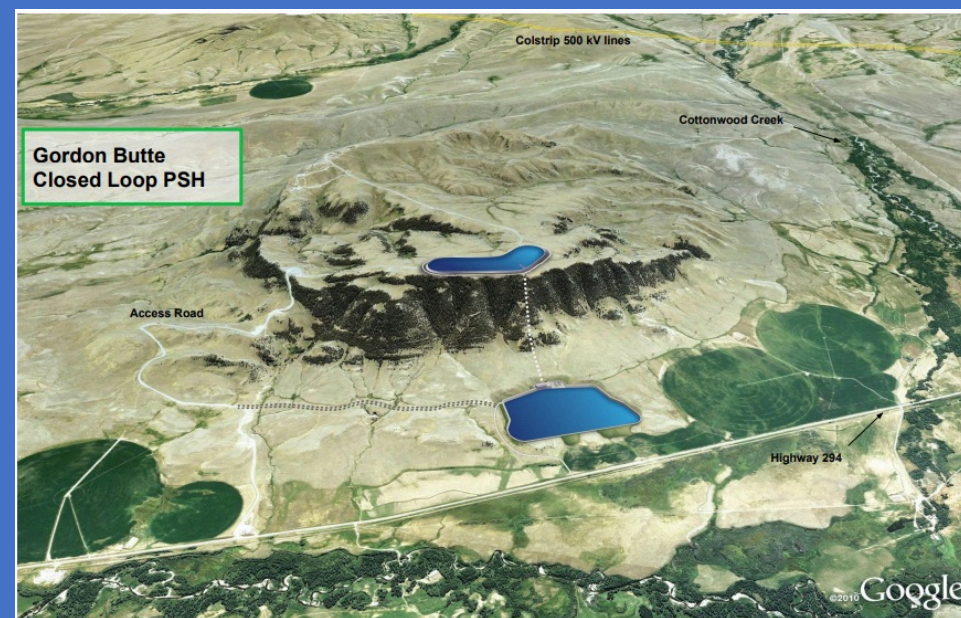 Colstrip 500 kV lines
Cottonwood Creek
Gordon Butte
Closed Loop PSH
Access Road
Highway 294
©2010 Google